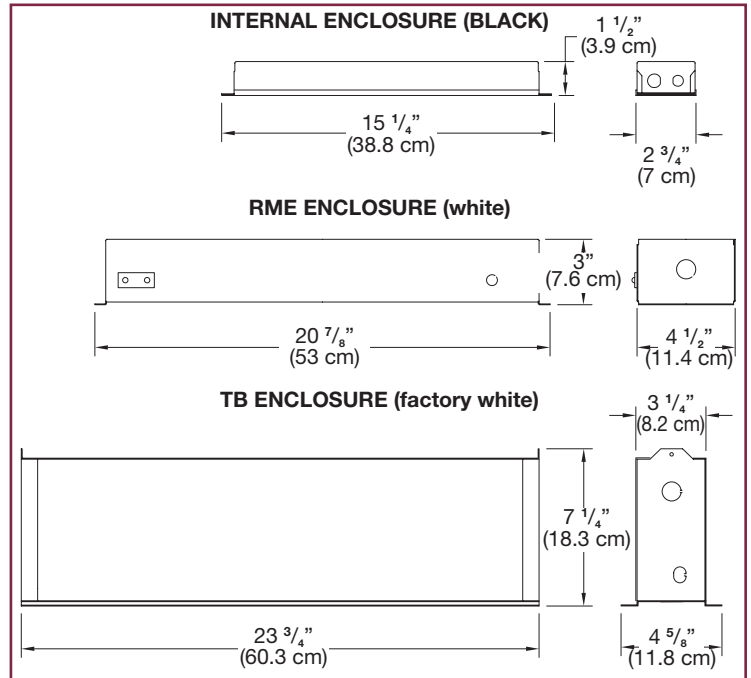 INTERNAL ENCLOSURE (BLACK)
1 1/2”
(3.9 cm)
15 1/4”
(38.8 cm)
2 3/4”
(7 cm)
RME ENCLOSURE (white)
3”
(7.6 cm)
20 7/8”
(53 cm)
4 1/2”
(11.4 cm)
TB ENCLOSURE (factory white)
3 1/4”
(8.2 cm)
7 1/4”
(18.3 cm)
23 3/4”
(60.3 cm)
4 5/8”
(11.8 cm)